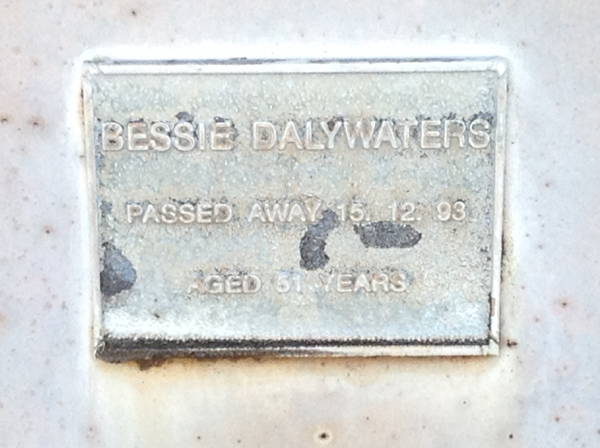 BESSIE DALYWATERS
PASSED AWAY 15. 12. 93
AGED 51 YEARS